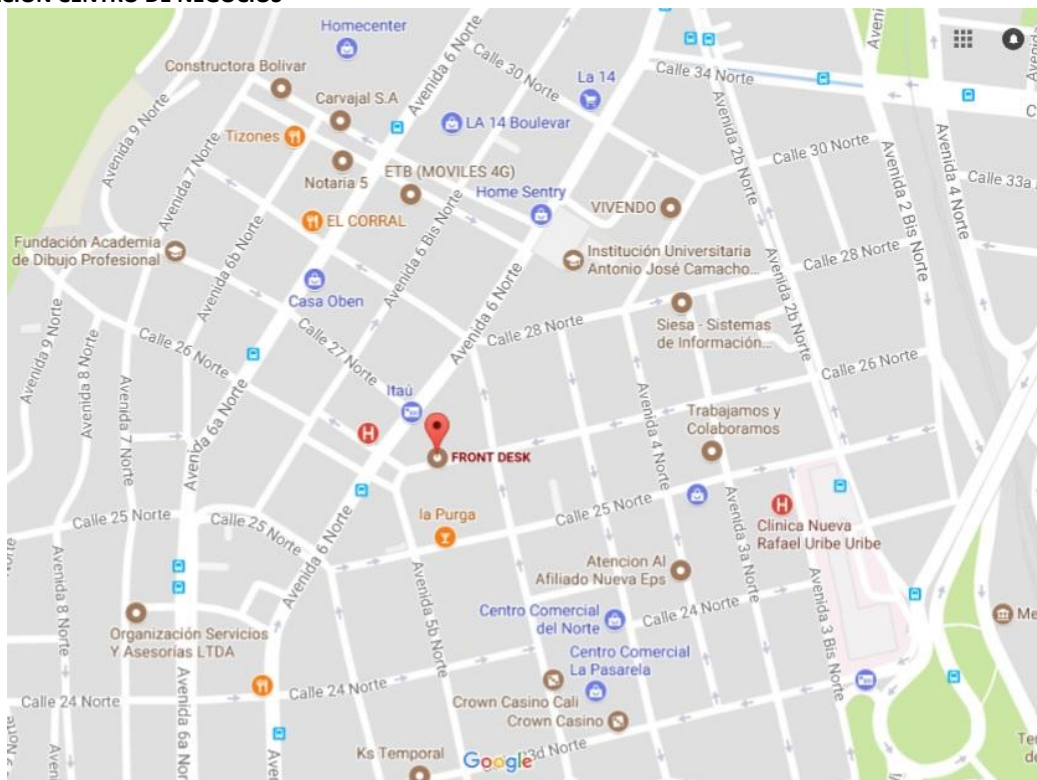 CENTRO DE NEGOCIOS
Homecenter
Constructora Bolivar
Carvajal S.A
Tizones
Notaria 5
ETB (MOVILES 4G)
LA 14 Boulevar
La 14
Calle 30 Norte
Calle 34 Norte
Avenida 6 Norte
Avenida 9 Norte
Avenida 7 Norte
Avenida 2b Norte
Avenida 4 Norte
Calle 30 Norte
Calle 33a
Home Sentry
VIVENDO
EL CORRAL
Avenida 6 Bis Norte
Avenida 2 Bis Norte
Fundación Academia
de Dibujo Profesional
Avenida 6b Norte
Institución Universitaria
Antonio José Camacho...
Calle 28 Norte
Casa Oben
Avenida 6 Norte
Avenida 2b Norte
Siesa - Sistemas
de Información...
Avenida 9 Norte
Avenida 8 Norte
Calle 26 Norte
Calle 27 Norte
Calle 28 Norte
Calle 26 Norte
Itaú
Avenida 7 Norte
Avenida 6a Norte
Avenida 4 Norte
Trabajamos y
Colaboramos
FRONT DESK
la Purga
Calle 25 Norte
Calle 25 Norte
Calle 25 Norte
Avenida 6 Norte
Avenida 3a Norte
Clinica Nueva
Rafael Uribe Uribe
Atencion Al
Afiliado Nueva Eps
Avenida 8 Norte
Avenida 5b Norte
Centro Comercial
del Norte
Calle 24 Norte
Avenida 3 Bis Norte
Organización Servicios
Y Asesorías LTDA
Centro Comercial
La Pasarela
Calle 24 Norte
Calle 24 Norte
Avenida 6a Nor
Crown Casino Cali
Crown Casino
Ks Temporal
Google
3d Norte